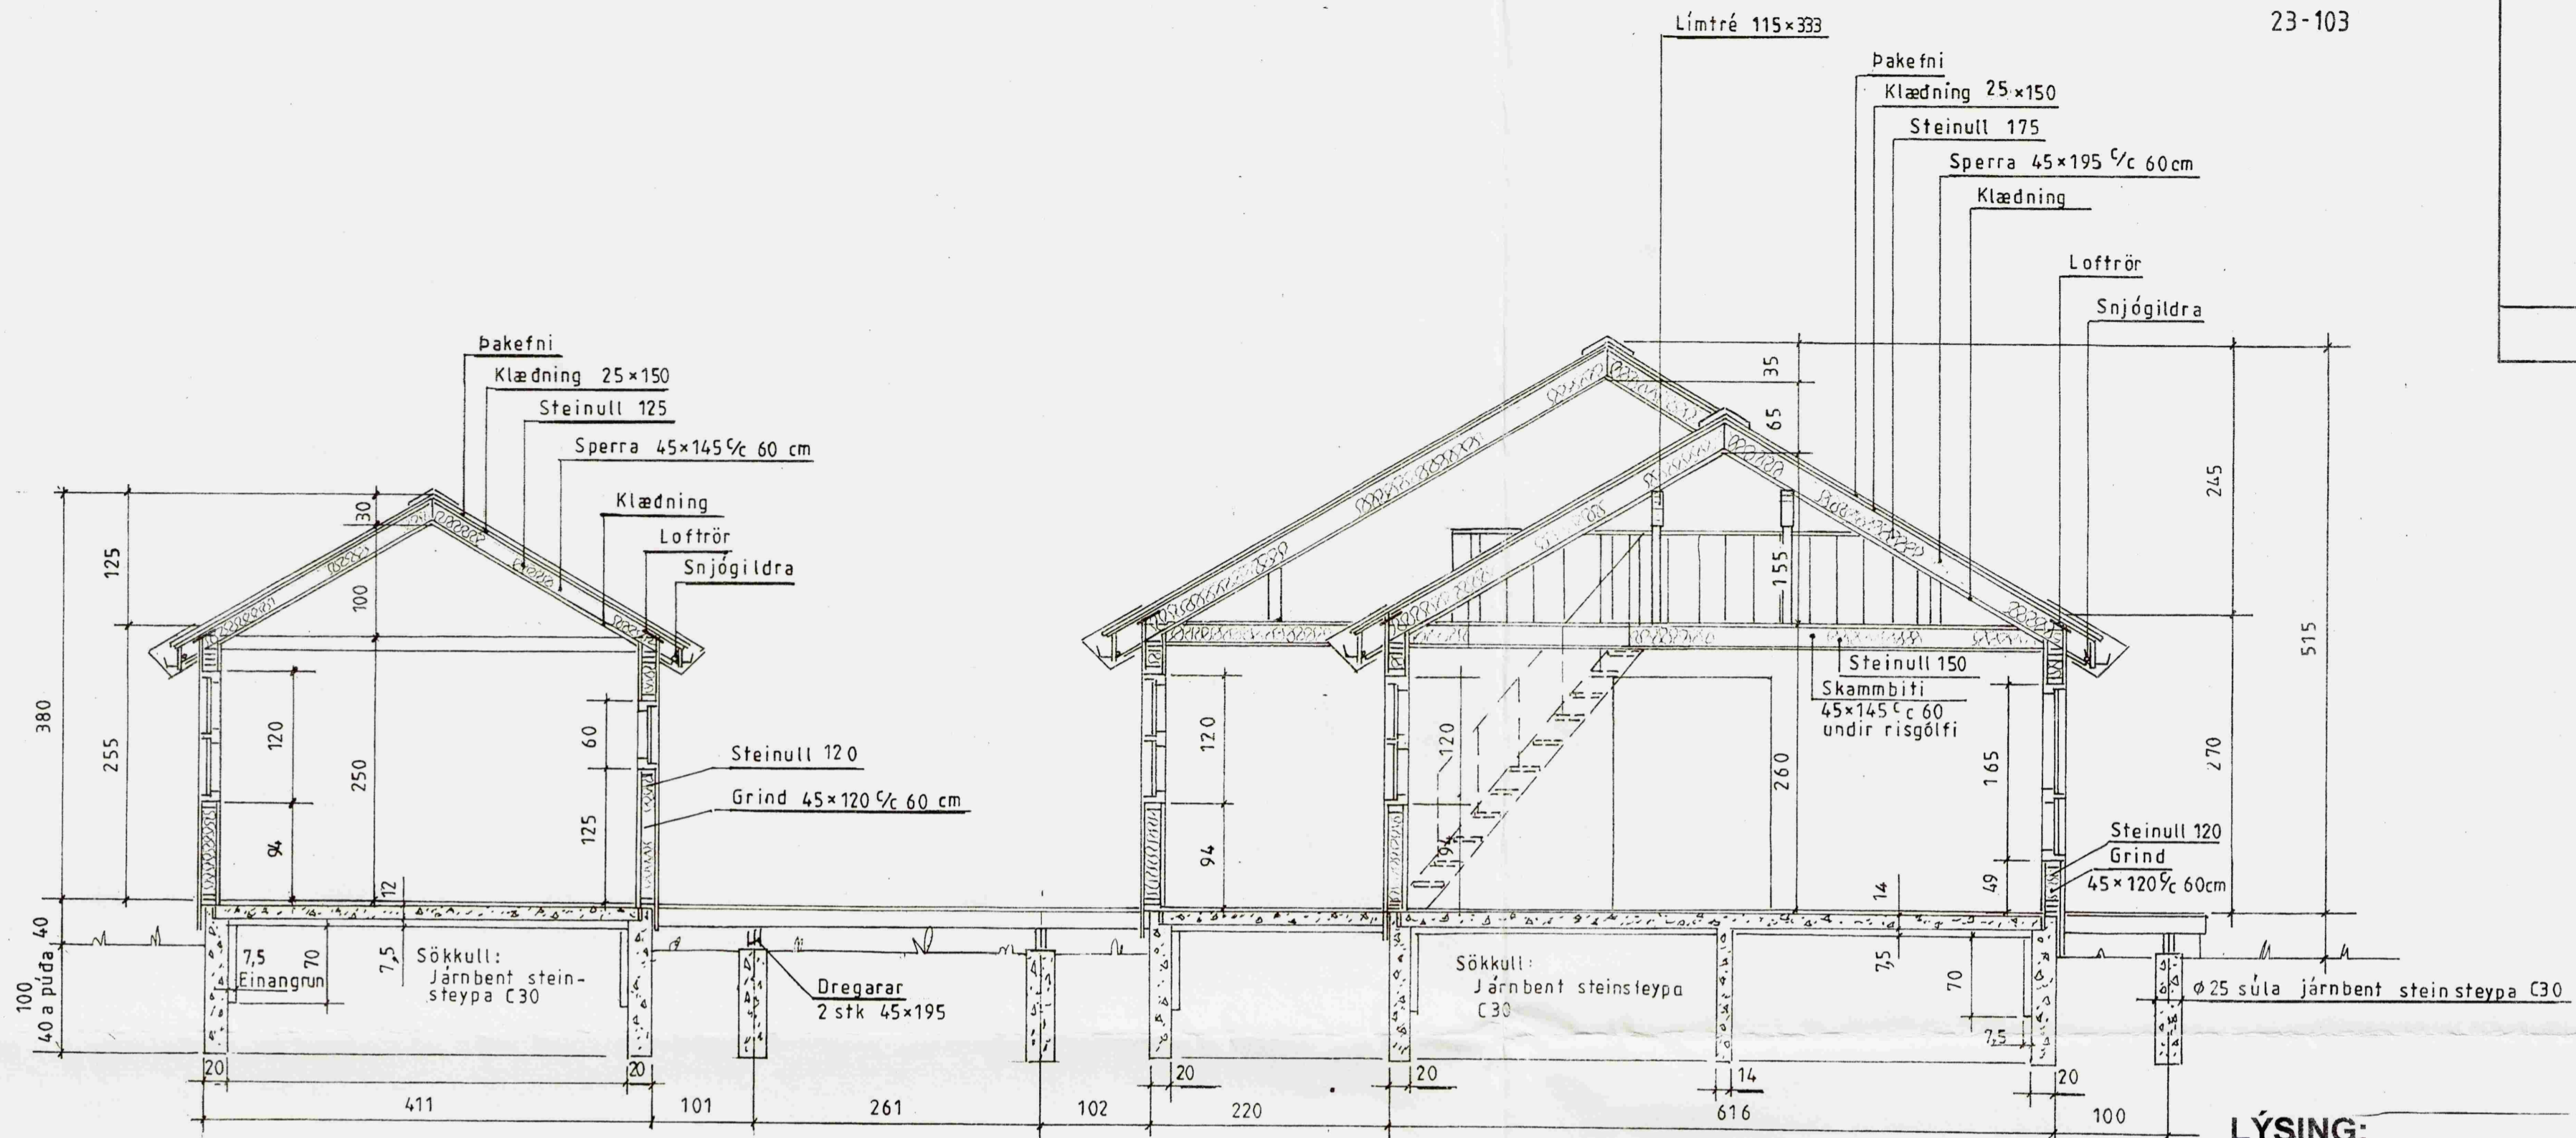 23-103
Límtré 115×333
Þakefni
Klæðning 25×150
Steinull 175
Sperra 45×195 c/c 60cm
Klæðning
Loftrör
Snjógildra
Þakefni
Klæðning 25×150
Steinull 125
Sperra 45×145 c/c 60 cm
Klæðning
Loftrör
Snjógildra
35
65
245
515
155
30
125
100
380
255
120
250
60
94
125
12
Steinull 120
Grind 45×120 c/c 60 cm
120
94
120
94
260
165
49
14
270
Steinull 150
Skammbiti
45×145 c c 60
undir risgólfi
Steinull 120
Grind
45×120 c/c 60cm
40
100
40 a púða
7,5
Einangrun
70
7,5
Sökkull:
Járnbent stein-
steypa C30
Dregarar
2 stk 45×195
Sökkull:
Járnbent steinsteypa
C30
7,5
70
7,5
Ø25 súla járnbent steinsteypa C30
20
20
20
20
14
20
411
101
261
102
220
616
100
LÝSING: